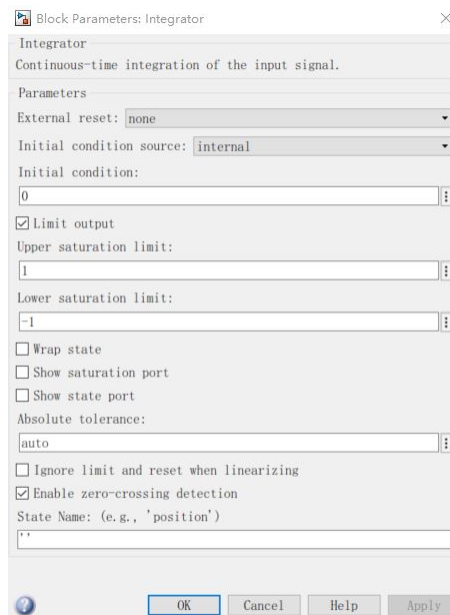 Block Parameters: Integrator
Integrator
Continuous-time integration of the input signal.
Parameters
External reset: none
Initial condition source: internal
Initial condition:
0
Limit output
Upper saturation limit:
1
Lower saturation limit:
-1
Wrap state
Show saturation port
Show state port
Absolute tolerance:
auto
Ignore limit and reset when linearizing
Enable zero-crossing detection
State Name: (e.g., 'position')
''
OK Cancel Help Apply